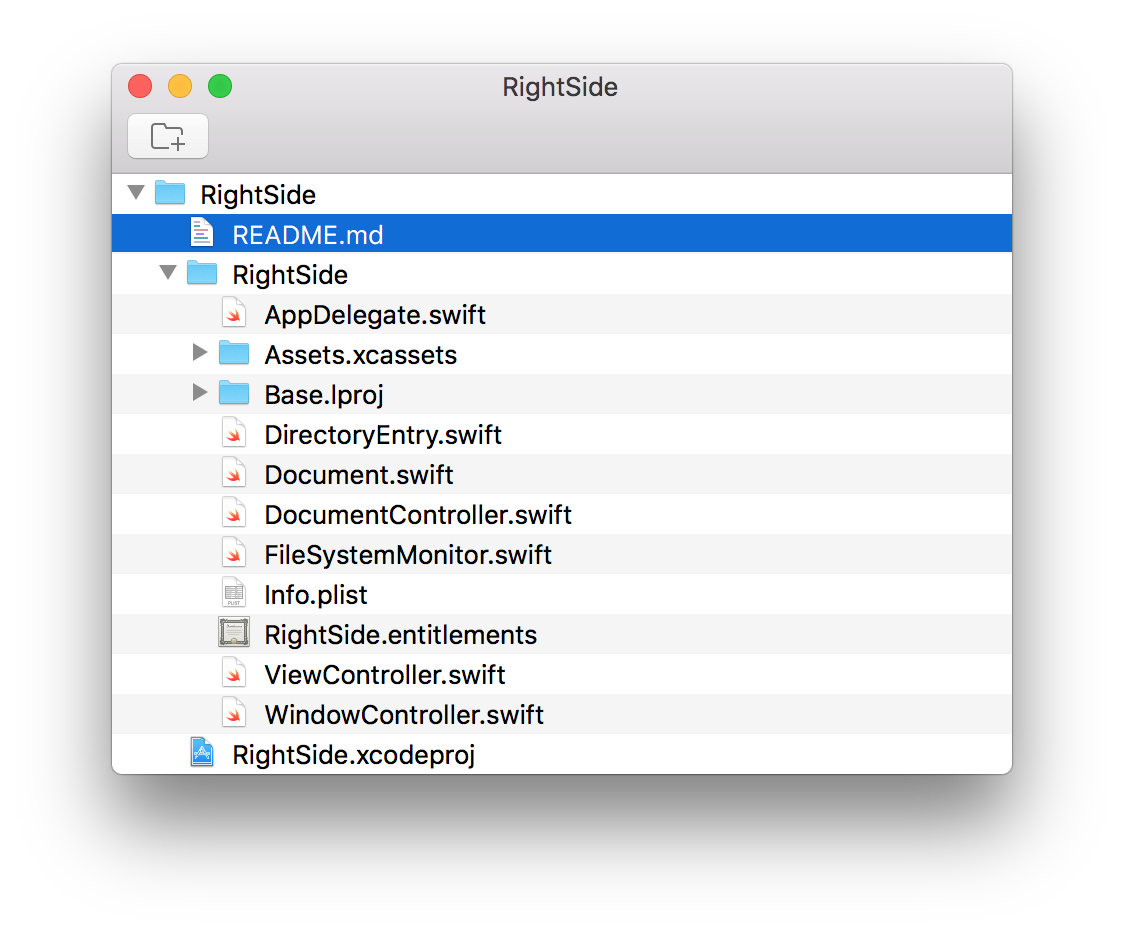 RightSide
RightSide
README.md
RightSide
AppDelegate.swift
Assets.xcassets
Base.lproj
DirectoryEntry.swift
Document.swift
DocumentController.swift
FileSystemMonitor.swift
Info.plist
PLIST
RightSide.entitlements
ViewController.swift
WindowController.swift
RightSide.xcodeproj